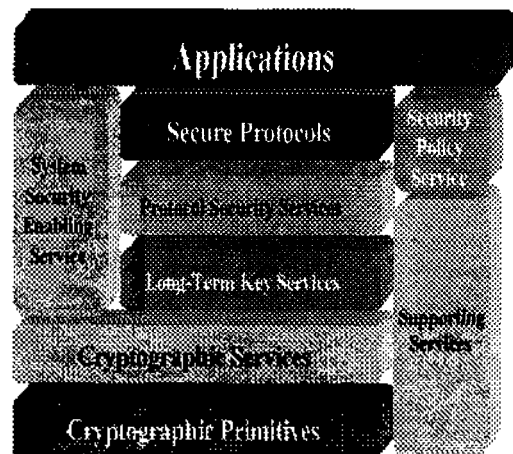 Applications
Secure Protocols
Security
Policy
Service
System
Security
Enabling
Service
Protocol Security Services
Long-Term Key Services
Supporting
Services
Cryptographic Services
Cryptographic Primitives